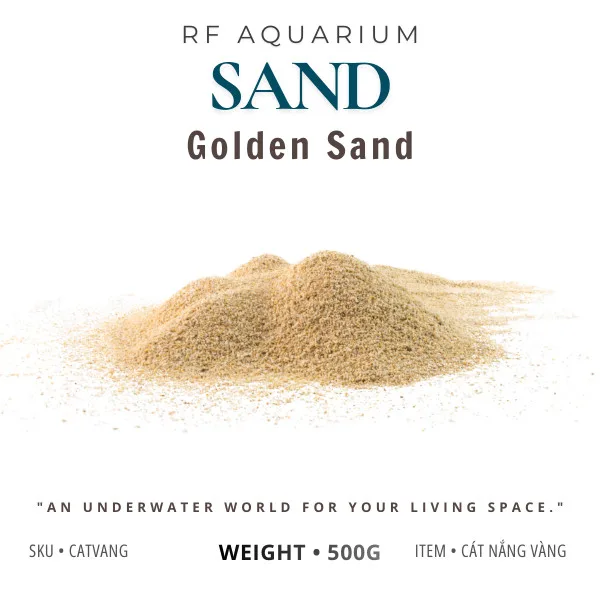 RF AQUARIUM
SAND
Golden Sand
"AN UNDERWATER WORLD FOR YOUR LIVING SPACE."
SKU • CATVANG
WEIGHT • 500G
ITEM • CÁT NẮNG VÀNG